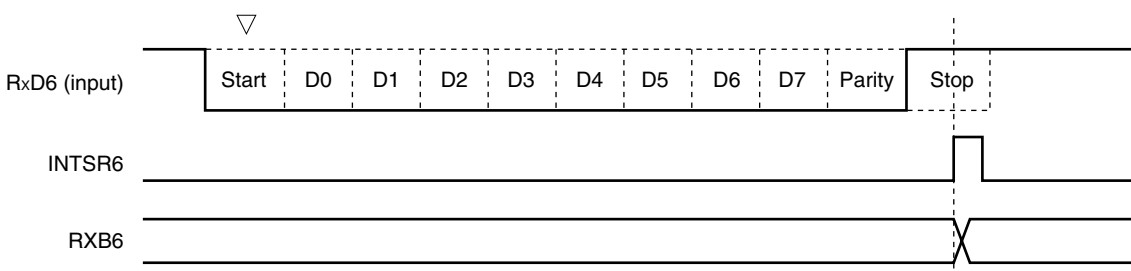 RxD6 (input) Start D0 D1 D2 D3 D4 D5 D6 D7 Parity Stop
INTSR6
RXB6